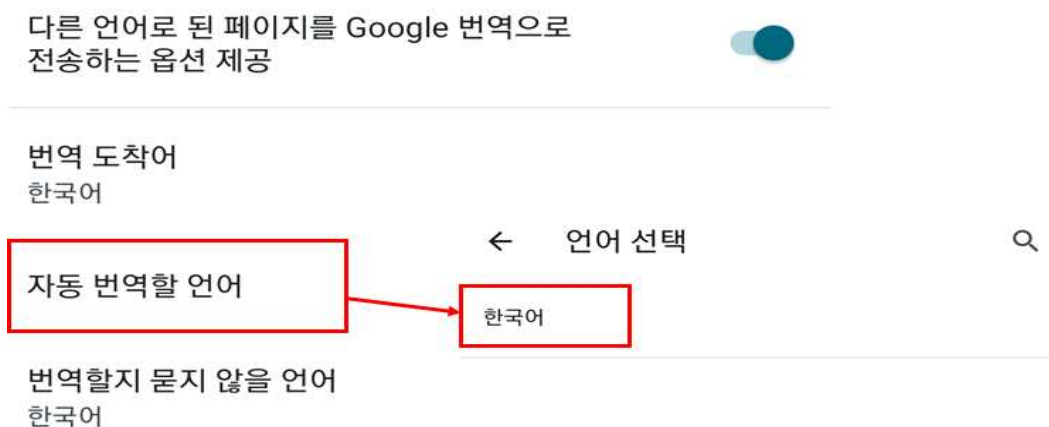 다른 언어로 된 페이지를 Google 번역으로
전송하는 옵션 제공
번역 도착어
한국어
자동 번역할 언어
언어 선택
한국어
번역할지 묻지 않을 언어
한국어